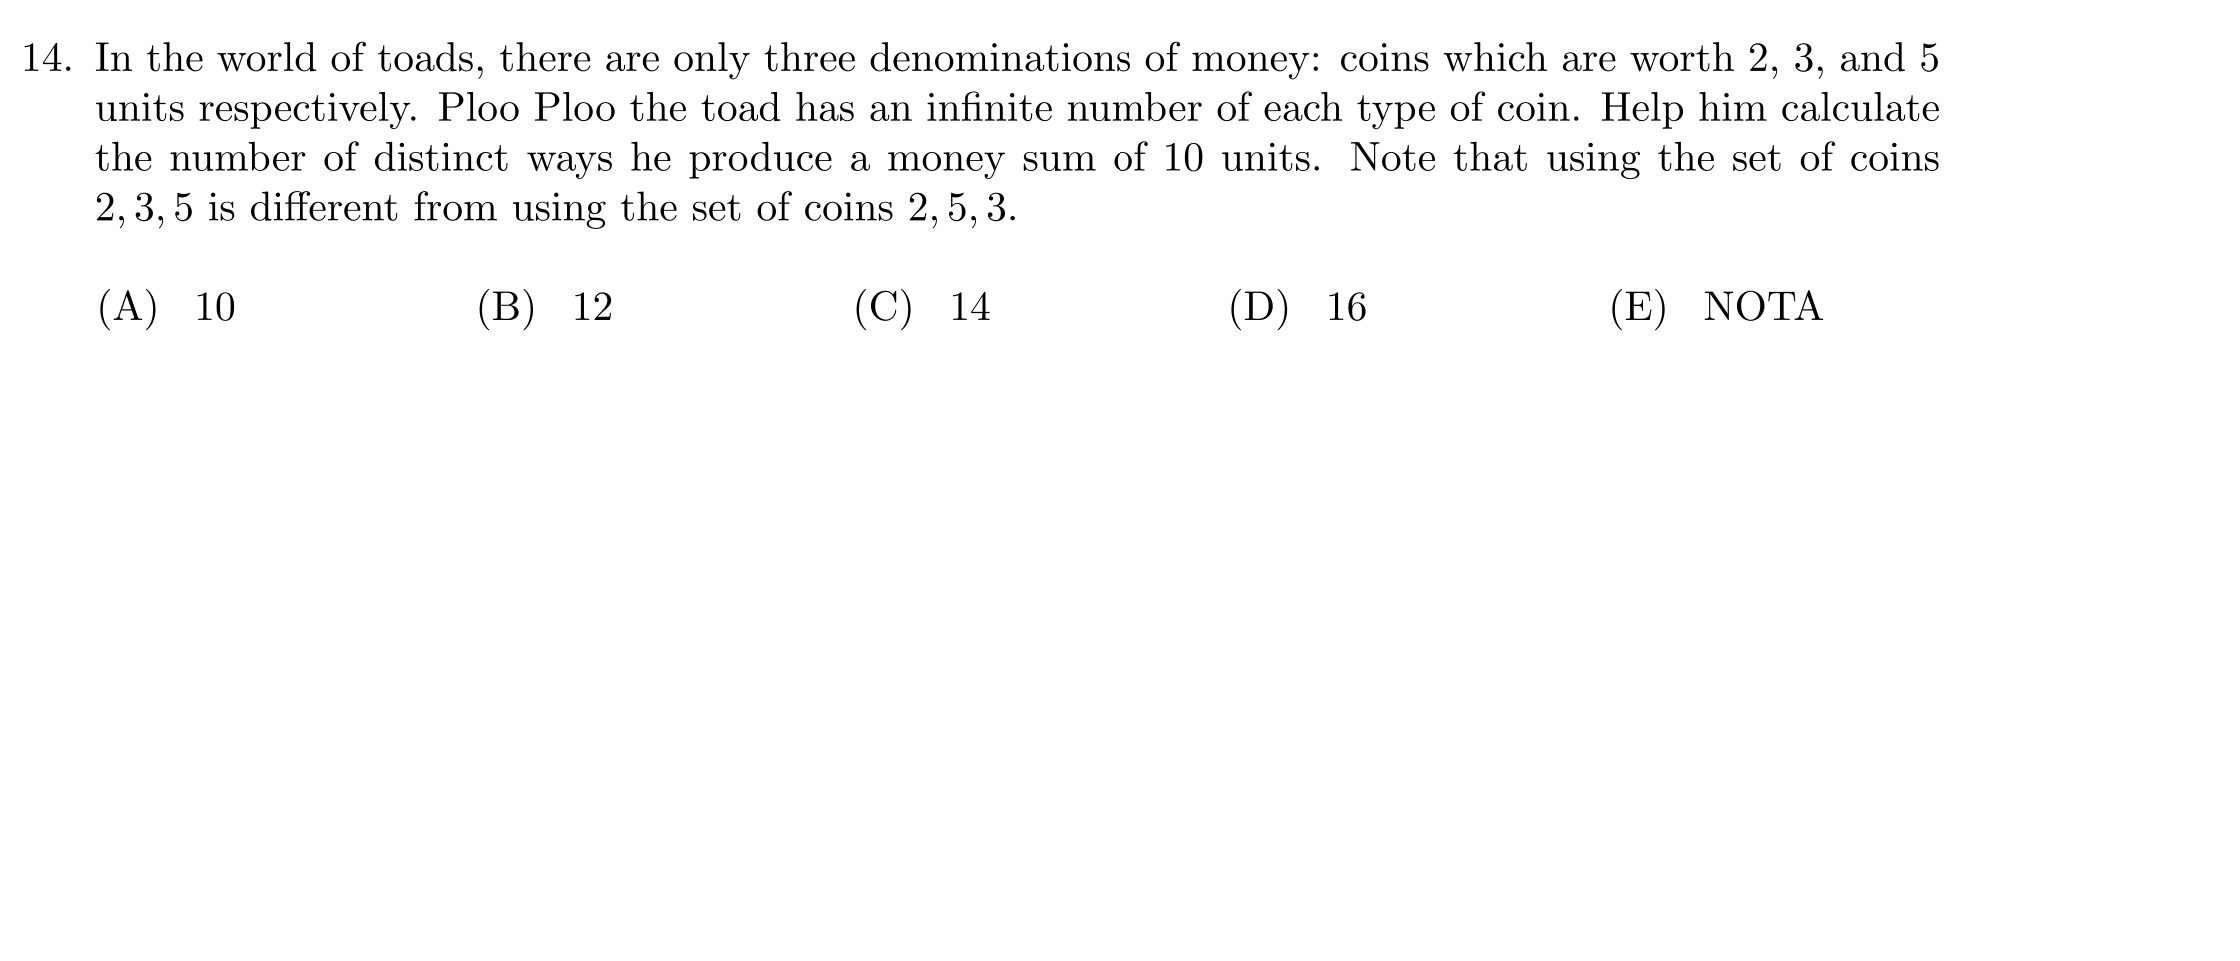 14. In the world of toads, there are only three denominations of money: coins which are worth 2, 3, and 5
units respectively. Ploo Ploo the toad has an infinite number of each type of coin. Help him calculate
the number of distinct ways he produce a money sum of 10 units. Note that using the set of coins
2, 3, 5 is different from using the set of coins 2, 5, 3.
(A) 10 (B) 12 (C) 14 (D) 16 (E) NOTA